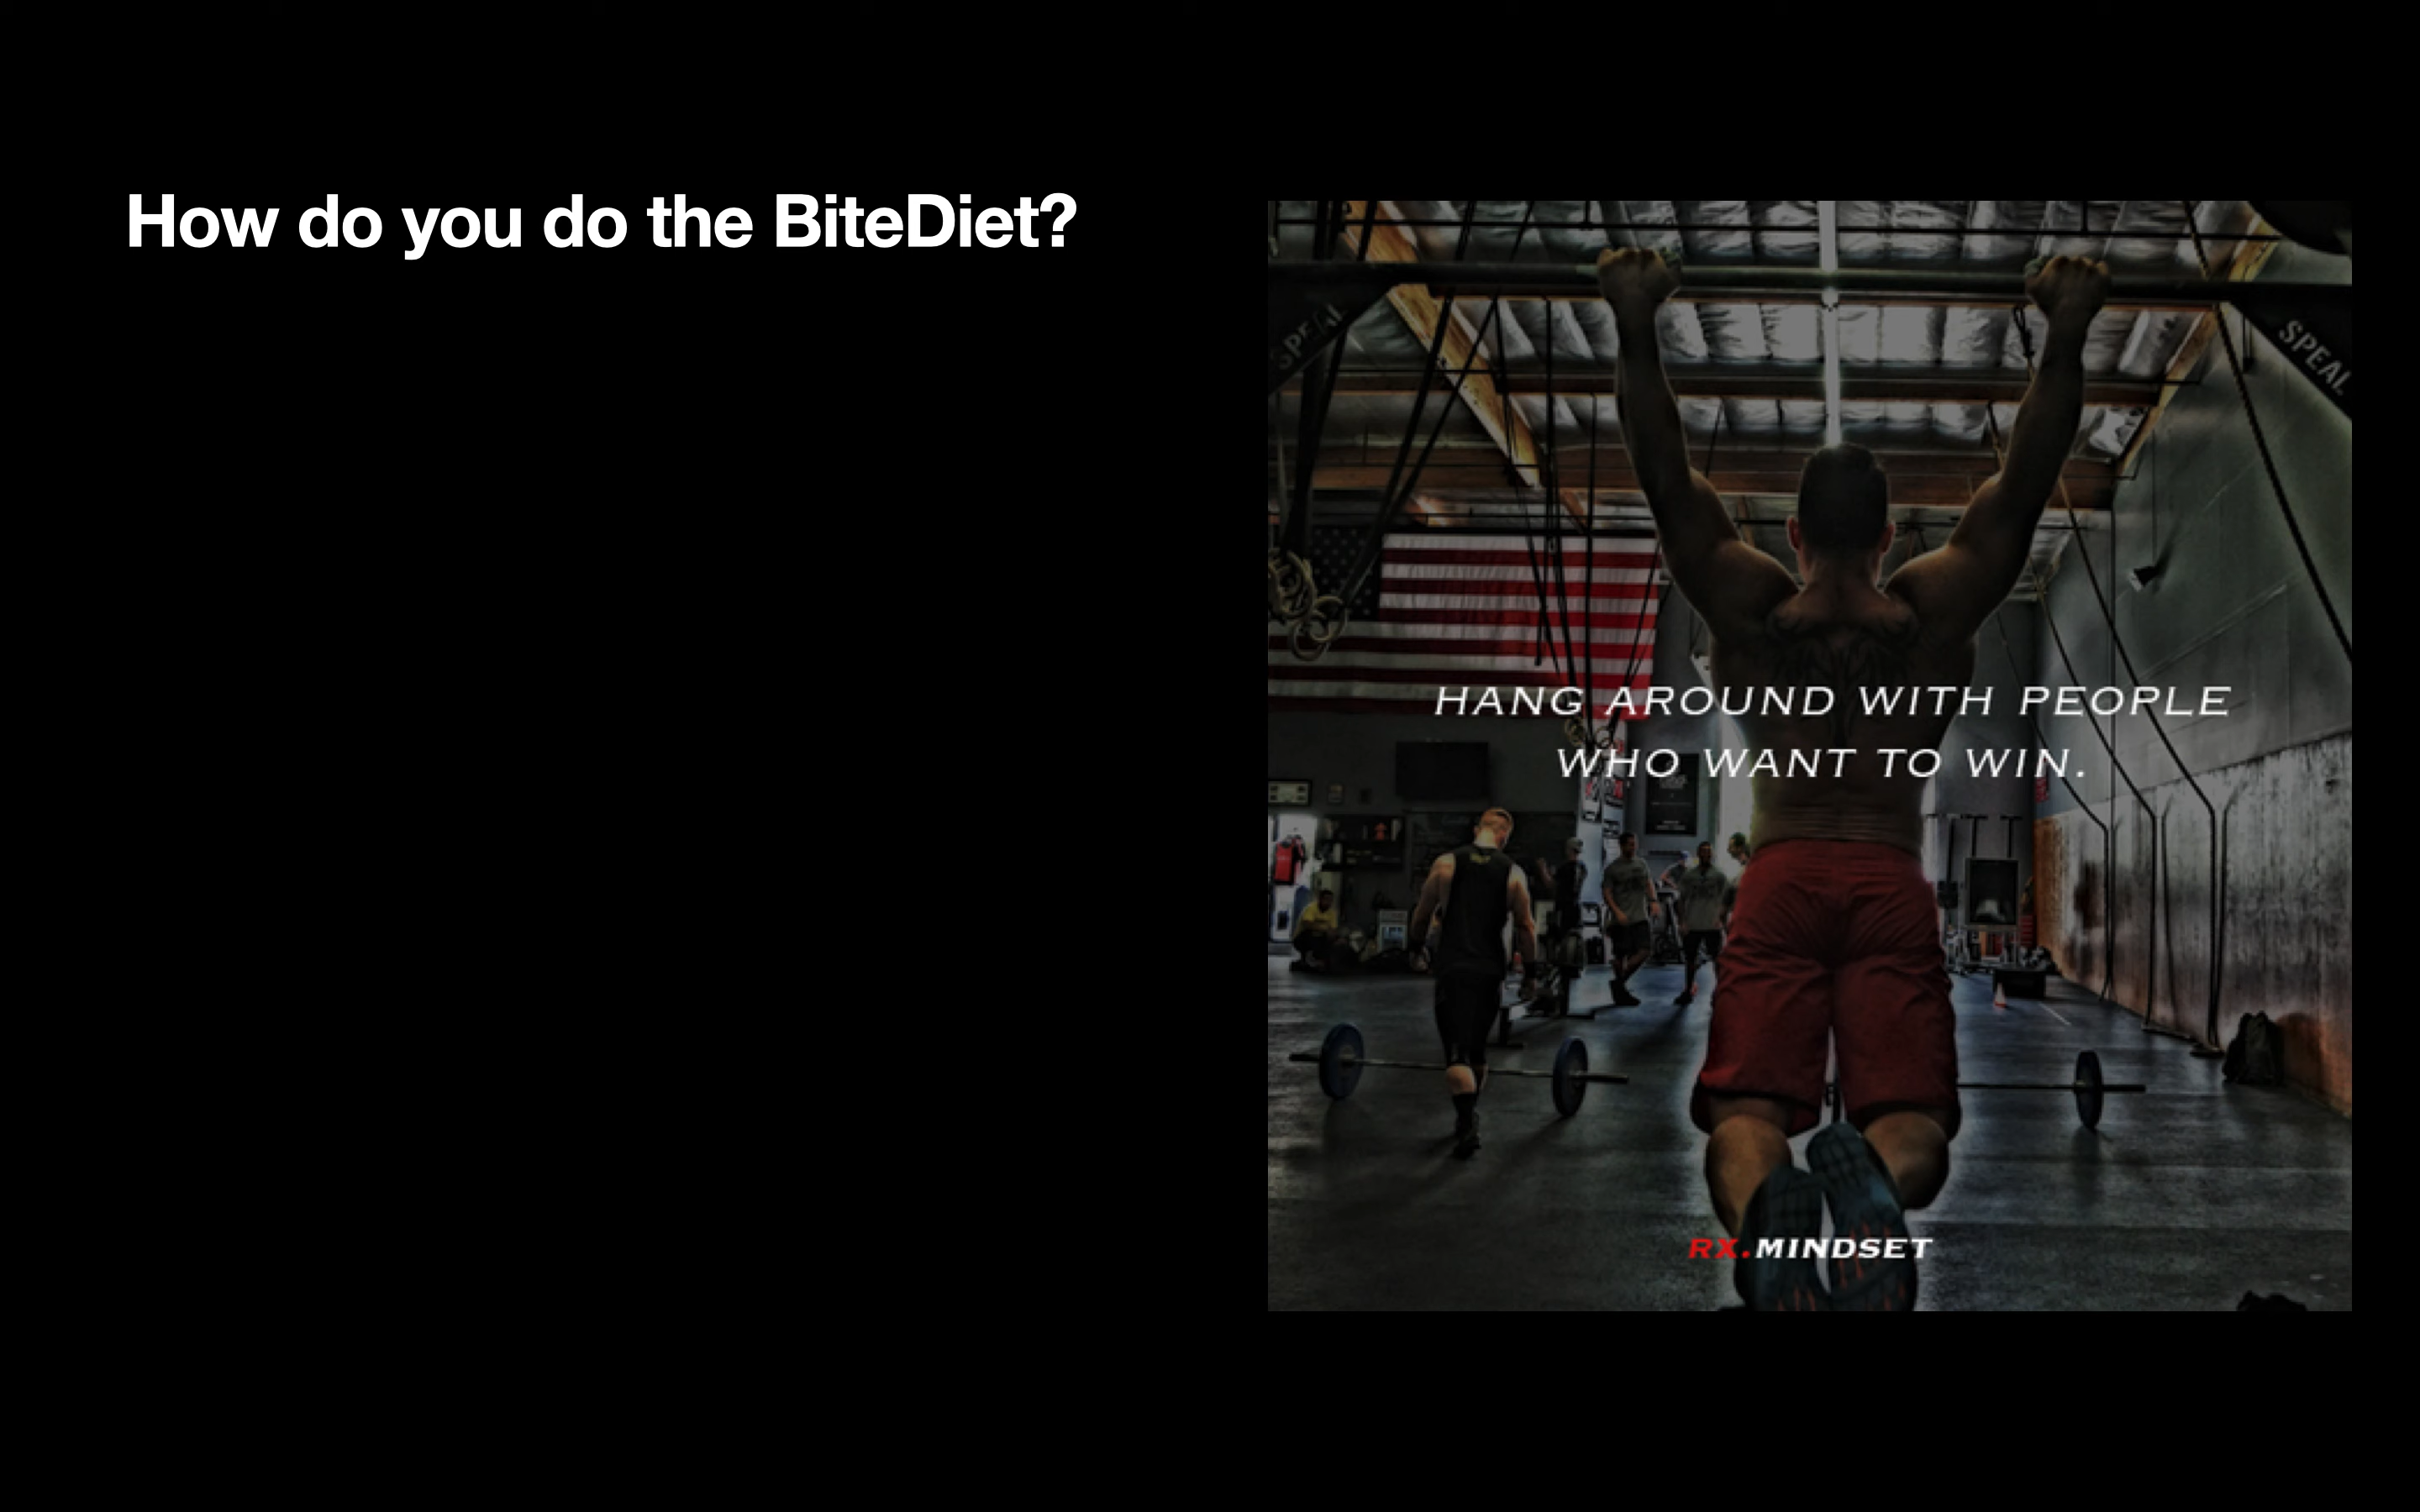 How do you do the BiteDiet?
SPEAL
SPEAL
HANG AROUND WITH PEOPLE
WHO WANT TO WIN.
RX.MINDSET